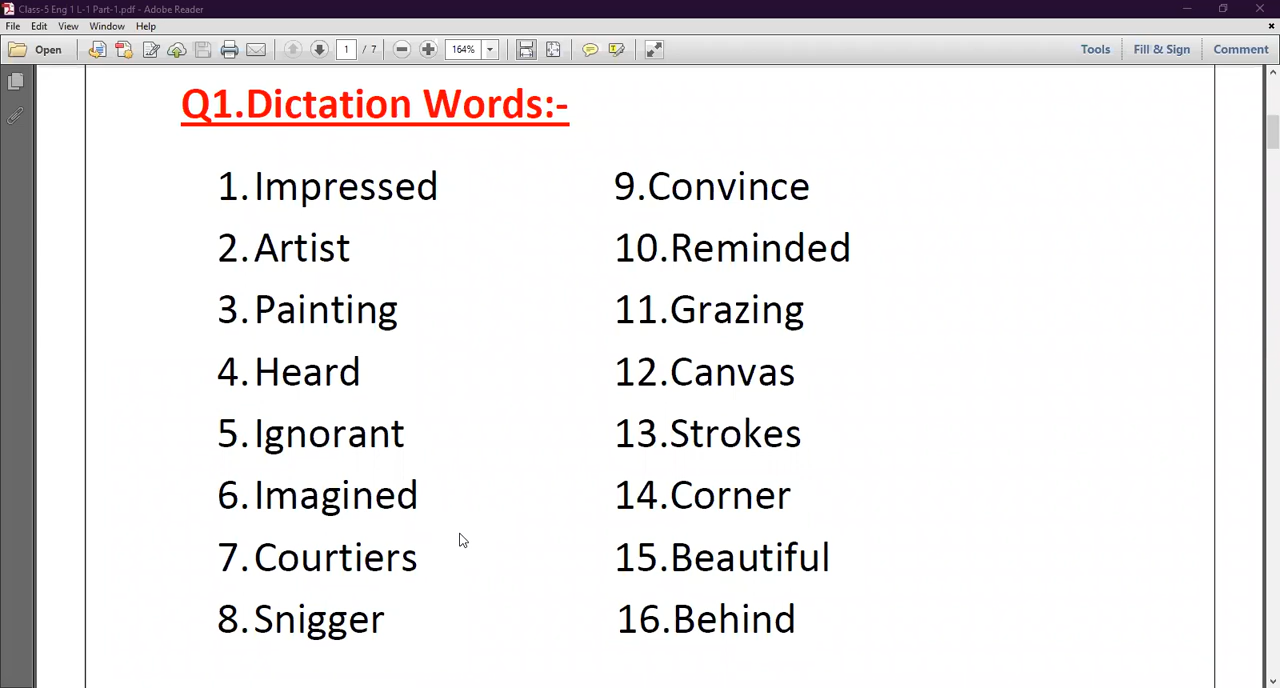 Class-5 Eng 1 L-1 Part-1.pdf - Adobe Reader
File Edit View Window Help
Open 1 / 7 164% Tools Fill & Sign Comment
Q1.Dictation Words:-
1.Impressed
2.Artist
3.Painting
4.Heard
5.Ignorant
6.Imagined
7.Courtiers
8.Snigger
9.Convince
10.Reminded
11.Grazing
12.Canvas
13.Strokes
14.Corner
15.Beautiful
16.Behind